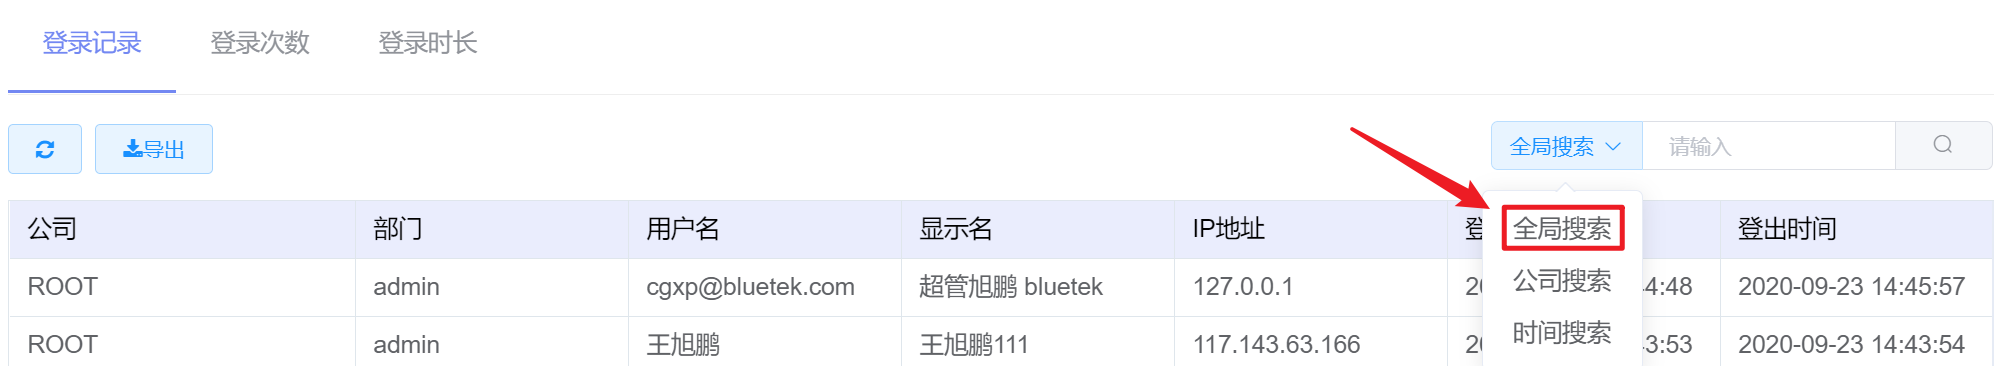 登录记录 登录次数 登录时长
导出 全局搜索 请输入
公司 部门 用户名 显示名 IP地址 登 全局搜索 登出时间
公司搜索
ROOT admin cgxp@bluetek.com 超管旭鹏 bluetek 127.0.0.1 4:48 2020-09-23 14:45:57
时间搜索
ROOT admin 王旭鹏 王旭鹏111 117.143.63.166 3:53 2020-09-23 14:43:54